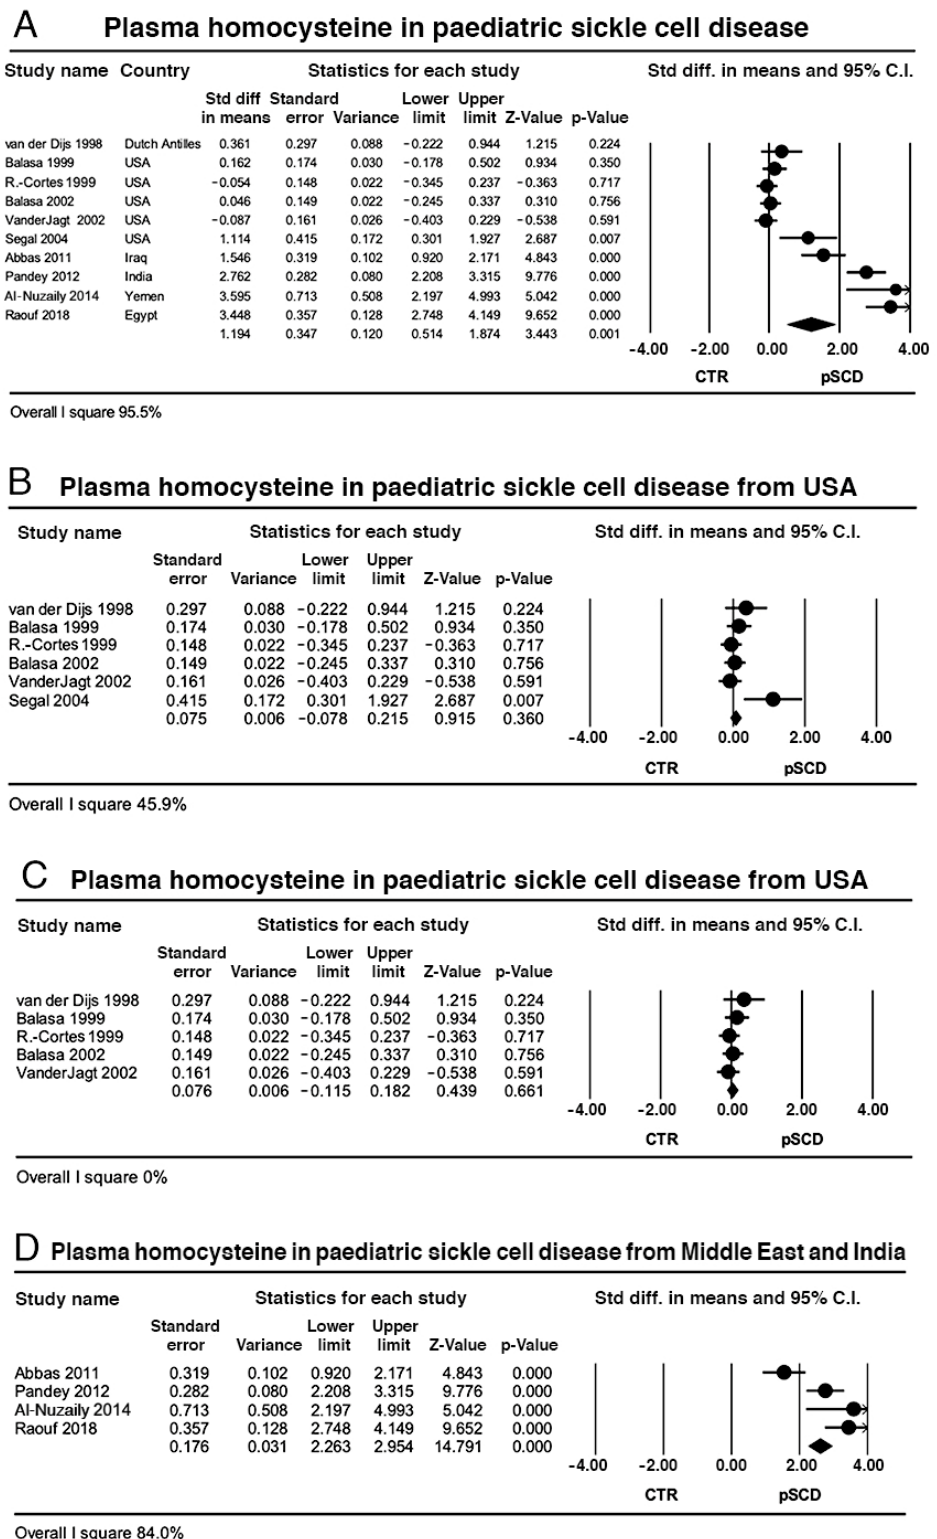 A Plasma homocysteine in paediatric sickle cell disease
Study name Country Statistics for each study Std diff. in means and 95% C.I.
Std diff Standard Lower Upper
in means error Variance limit limit Z-Value p-Value
van der Dijs 1998 Dutch Antilles 0.361 0.297 0.088 −0.222 0.944 1.215 0.224
Balasa 1999 USA 0.162 0.174 0.030 −0.178 0.502 0.934 0.350
R.-Cortes 1999 USA −0.054 0.148 0.022 −0.345 0.237 −0.363 0.717
Balasa 2002 USA 0.046 0.149 0.022 −0.245 0.337 0.310 0.756
VanderJagt 2002 USA −0.087 0.161 0.026 −0.403 0.229 −0.538 0.591
Segal 2004 USA 1.114 0.415 0.172 0.301 1.927 2.687 0.007
Abbas 2011 Iraq 1.546 0.319 0.102 0.920 2.171 4.843 0.000
Pandey 2012 India 2.762 0.282 0.080 2.208 3.315 9.776 0.000
Al-Nuzaily 2014 Yemen 3.595 0.713 0.508 2.197 4.993 5.042 0.000
Raouf 2018 Egypt 3.448 0.357 0.128 2.748 4.149 9.652 0.000
1.194 0.347 0.120 0.514 1.874 3.443 0.001
−4.00 −2.00 0.00 2.00 4.00
CTR pSCD
Overall I square 95.5%
B Plasma homocysteine in paediatric sickle cell disease from USA
Study name Statistics for each study Std diff. in means and 95% C.I.
Standard Lower Upper
error Variance limit limit Z-Value p-Value
van der Dijs 1998 0.297 0.088 −0.222 0.944 1.215 0.224
Balasa 1999 0.174 0.030 −0.178 0.502 0.934 0.350
R.-Cortes 1999 0.148 0.022 −0.345 0.237 −0.363 0.717
Balasa 2002 0.149 0.022 −0.245 0.337 0.310 0.756
VanderJagt 2002 0.161 0.026 −0.403 0.229 −0.538 0.591
Segal 2004 0.415 0.172 0.301 1.927 2.687 0.007
0.075 0.006 −0.078 0.215 0.915 0.360
−4.00 −2.00 0.00 2.00 4.00
CTR pSCD
Overall I square 45.9%
C Plasma homocysteine in paediatric sickle cell disease from USA
Study name Statistics for each study Std diff. in means and 95% C.I.
Standard Lower Upper
error Variance limit limit Z-Value p-Value
van der Dijs 1998 0.297 0.088 −0.222 0.944 1.215 0.224
Balasa 1999 0.174 0.030 −0.178 0.502 0.934 0.350
R.-Cortes 1999 0.148 0.022 −0.345 0.237 −0.363 0.717
Balasa 2002 0.149 0.022 −0.245 0.337 0.310 0.756
VanderJagt 2002 0.161 0.026 −0.403 0.229 −0.538 0.591
0.076 0.006 −0.115 0.182 0.439 0.661
−4.00 −2.00 0.00 2.00 4.00
CTR pSCD
Overall I square 0%
D Plasma homocysteine in paediatric sickle cell disease from Middle East and India
Study name Statistics for each study Std diff. in means and 95% C.I.
Standard Lower Upper
error Variance limit limit Z-Value p-Value
Abbas 2011 0.319 0.102 0.920 2.171 4.843 0.000
Pandey 2012 0.282 0.080 2.208 3.315 9.776 0.000
Al-Nuzaily 2014 0.713 0.508 2.197 4.993 5.042 0.000
Raouf 2018 0.357 0.128 2.748 4.149 9.652 0.000
0.176 0.031 2.263 2.954 14.791 0.000
−4.00 −2.00 0.00 2.00 4.00
CTR pSCD
Overall I square 84.0%